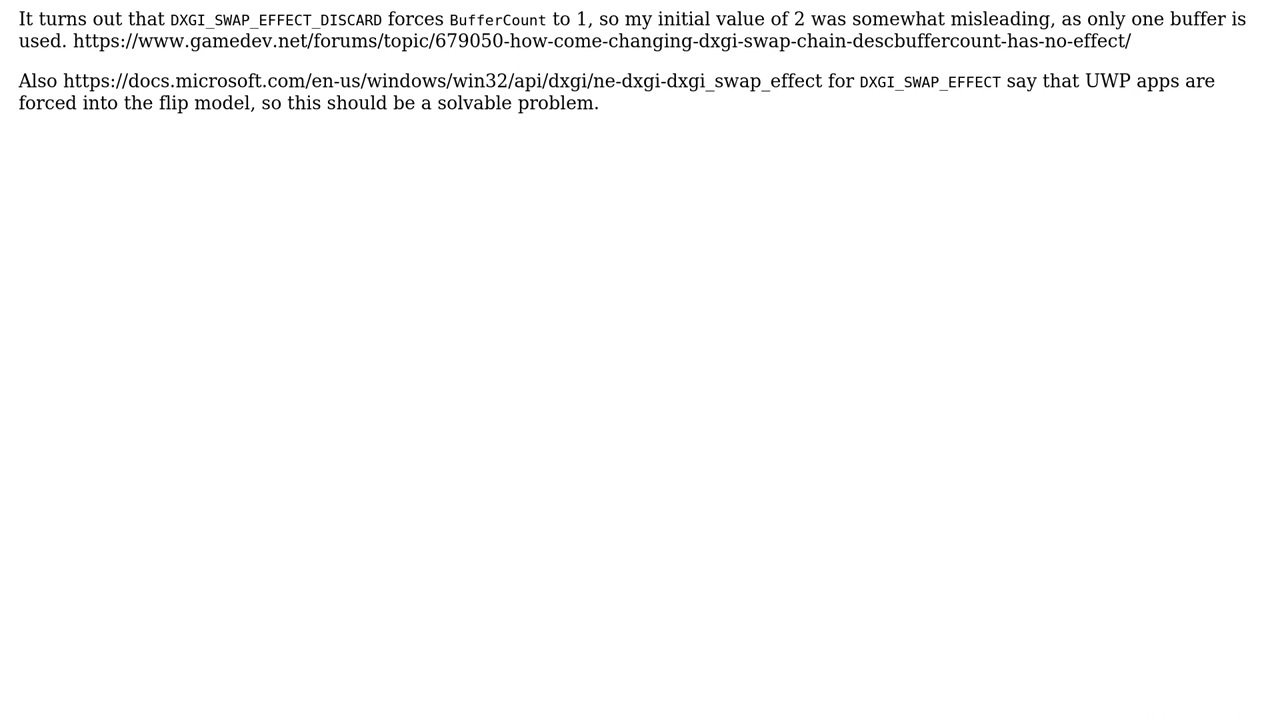 It turns out that DXGI_SWAP_EFFECT_DISCARD forces BufferCount to 1, so my initial value of 2 was somewhat misleading, as only one buffer is
used. https://www.gamedev.net/forums/topic/679050-how-come-changing-dxgi-swap-chain-descbuffercount-has-no-effect/
Also https://docs.microsoft.com/en-us/windows/win32/api/dxgi/ne-dxgi-dxgi_swap_effect for DXGI_SWAP_EFFECT say that UWP apps are
forced into the flip model, so this should be a solvable problem.